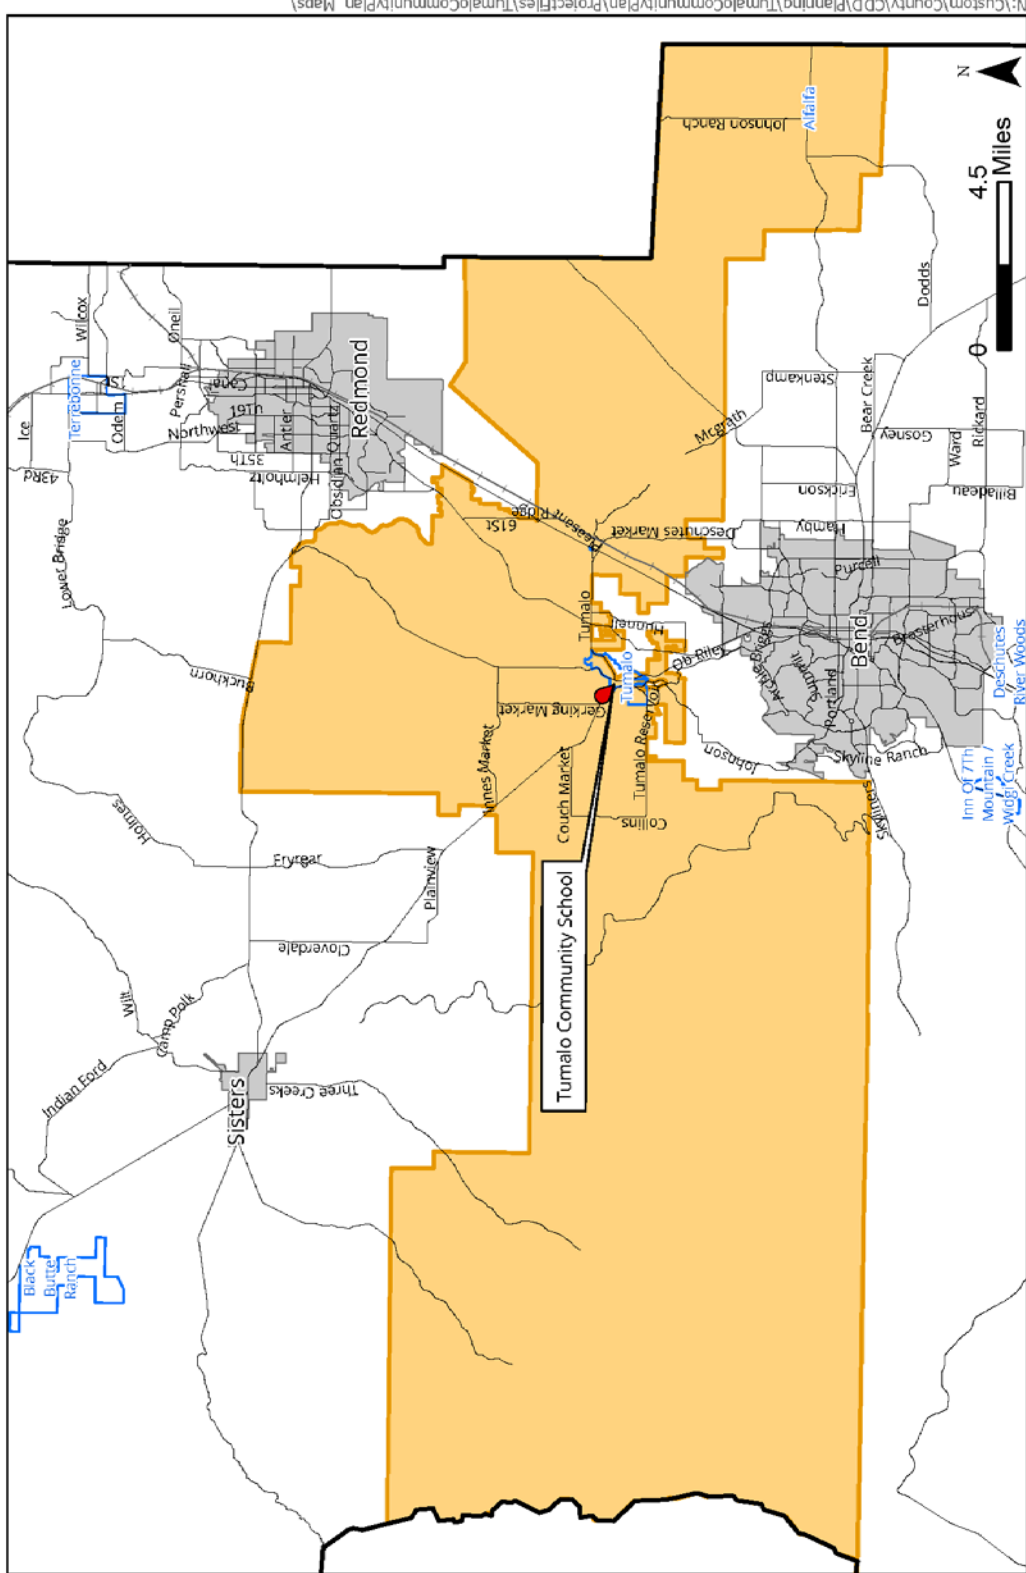 N:\Custom\County\CDD\Planning\TumaloCommunityPlan\ProjectFiles\TumaloCommunityPlan_Maps\
Black
Butte
Ranch
Indian Ford
Wilt
Camp Polk
Sisters
Three Creeks
Cloverdale
Fryrear
Holmes
Plainview
Buckhorn
Lower Bridge
43Rd
Ice
Terrebonne
1St
Odem
Wilcox
Oneil
Pershall
Canal
19Th
Northwest
Antler
35Th
Helmholtz
Obsidian
Quartz
Redmond
61St
Pleasant Ridge
Deschutes Market
Tumalo
Hunnell
Tumalo
Gerking Market
Innes Market
Couch Market
Tumalo Reservoir
Collins
Tumalo Community School
Johnson
Ob Riley
Archie Briggs
Summit
Portland
Skyline Ranch
Skyliners
Bend
Purcell
Hamby
Brosterhous
Deschutes
River Woods
Inn Of 7Th
Mountain /
Widgi Creek
Mcgrath
Erickson
Stenkamp
Bear Creek
Gosney
Ward
Rickard
Billadeau
Dodds
Johnson Ranch
Alfalfa
N
0
4.5
Miles